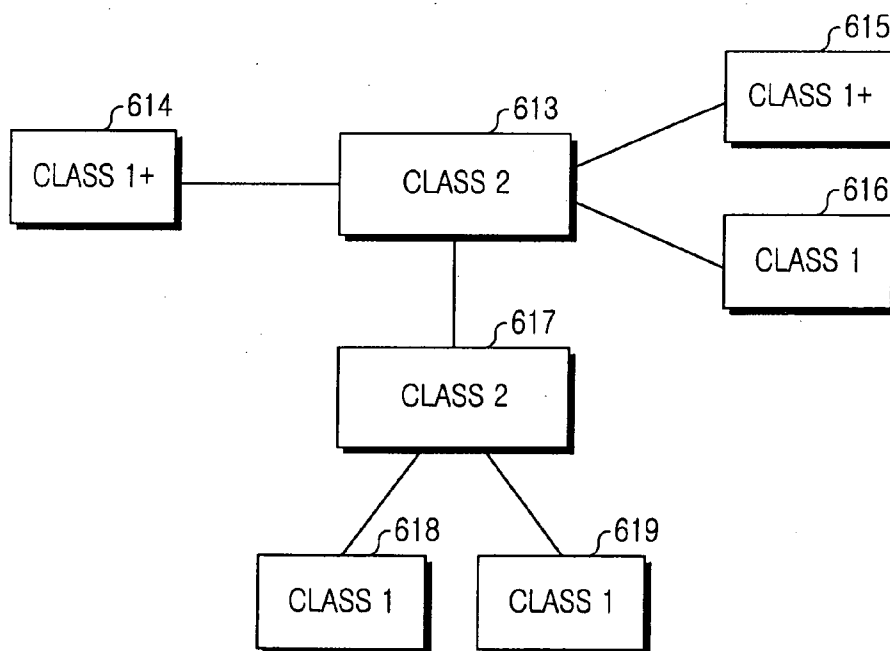 615
CLASS 1+
614
CLASS 1+
613
CLASS 2
616
CLASS 1
617
CLASS 2
618
CLASS 1
619
CLASS 1